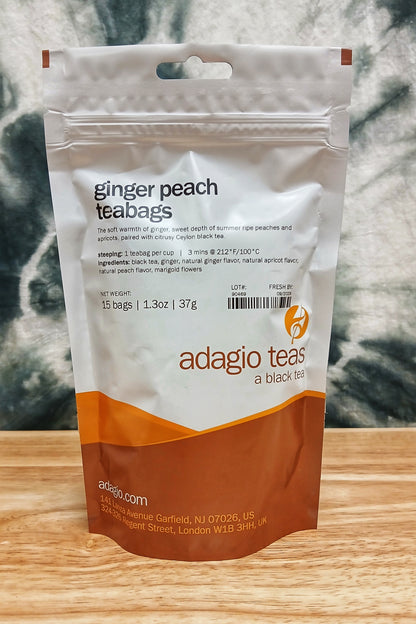 ginger peach
teabags
The soft warmth of ginger, sweet depth of summer ripe peaches and
apricots, paired with citrusy Ceylon black tea.
steeping: 1 teabag per cup | 3 mins @ 212°F/100°C
ingredients: black tea, ginger, natural ginger flavor, natural apricot flavor,
natural peach flavor, marigold flowers
NET WEIGHT: LOT#: FRESH BY:
15 bags | 1.3oz | 37g 90469
adagio teas
a black tea
adagio.com
141 Lanza Avenue Garfield, NJ 07026, US
Regent Street, London W1B 3HH, UK